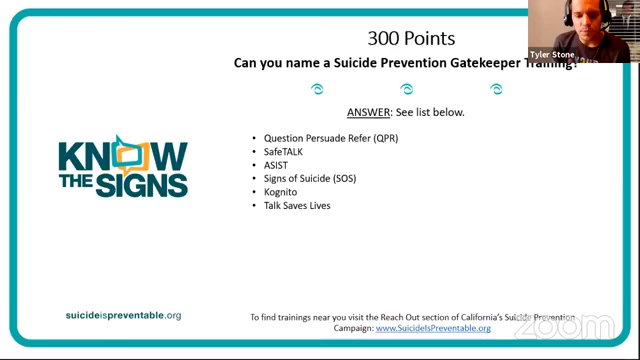 300 Points
Tyler Stone
Can you name a Suicide Prevention Gatekeeper Training?
ANSWER: See list below.
• Question Persuade Refer (QPR)
• SafeTALK
• ASIST
• Signs of Suicide (SOS)
• Kognito
• Talk Saves Lives
KNOW
THE SIGNS
suicideispreventable.org
To find trainings near you visit the Reach Out section of California's Suicide Prevention
Campaign: www.SuicideIsPreventable.org
zoom